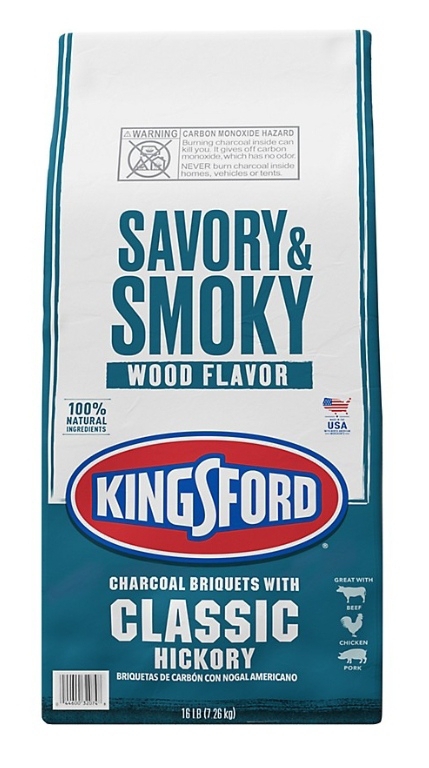 WARNING
CARBON MONOXIDE HAZARD
Burning charcoal inside can
kill you. It gives off carbon
monoxide, which has no odor.
NEVER burn charcoal inside
homes, vehicles or tents.
SAVORY &
SMOKY
WOOD FLAVOR
100%
NATURAL
INGREDIENTS
USA
KINGSFORD
®
CHARCOAL BRIQUETS WITH
CLASSIC
HICKORY
BRIQUETAS DE CARBÓN CON NOGAL AMERICANO
GREAT WITH
BEEF
CHICKEN
PORK
16 LB (7.26 kg)